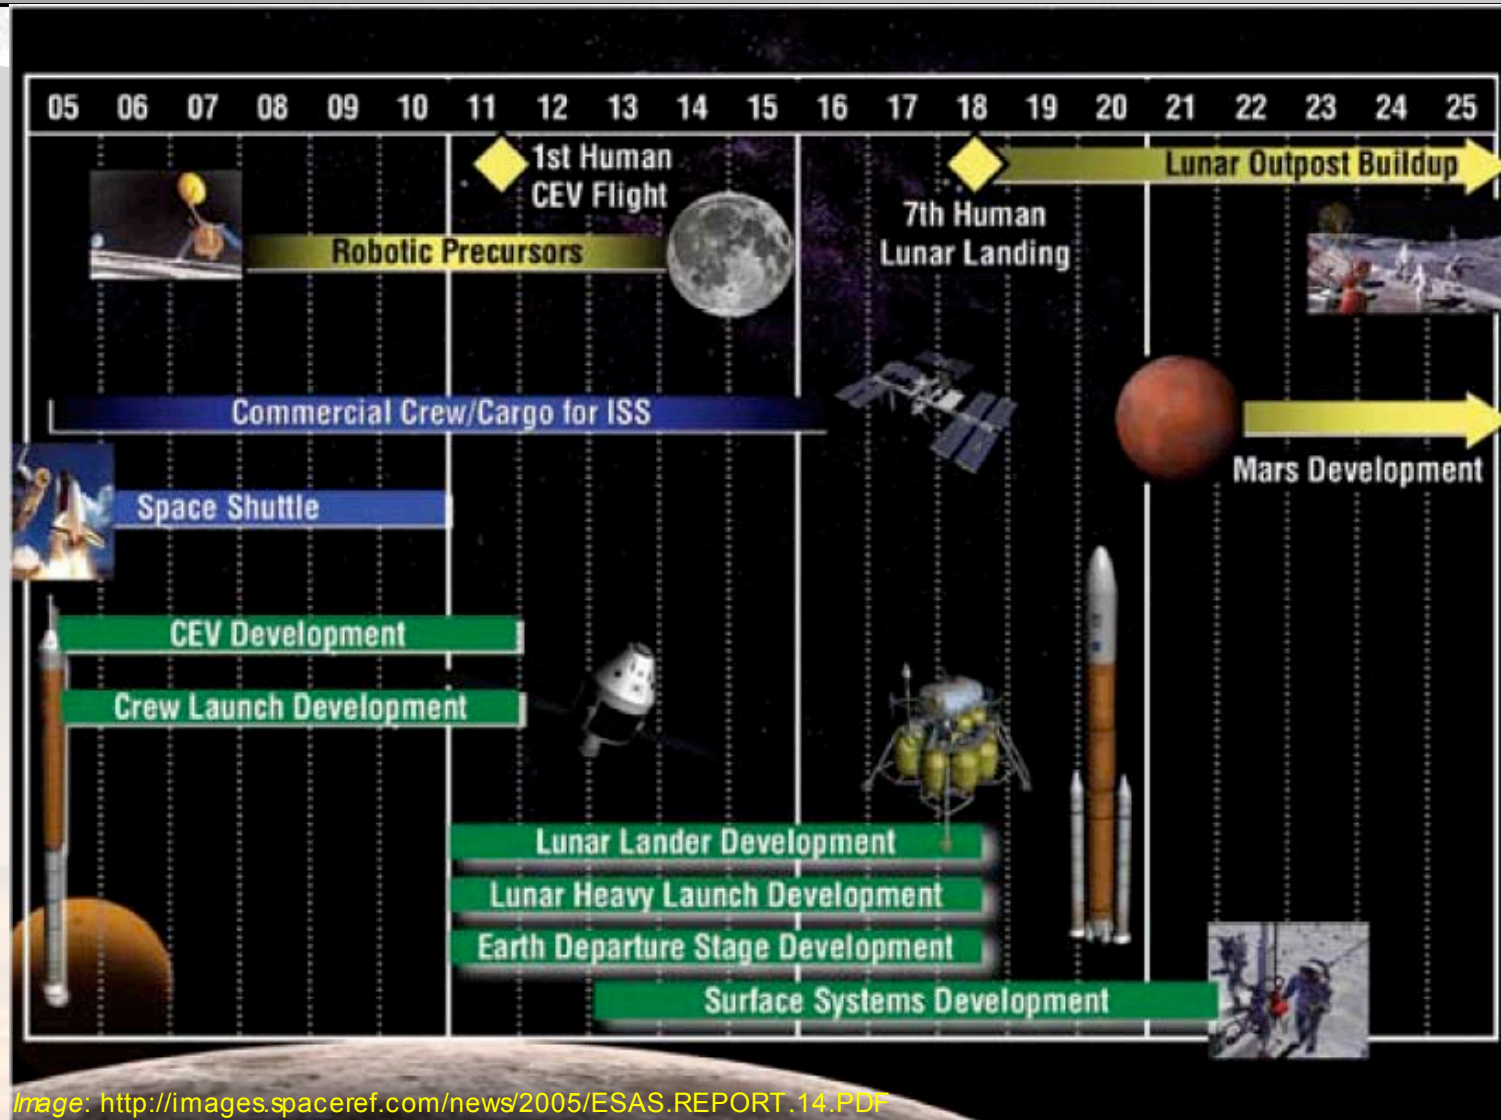 05 06 07 08 09 10 11 12 13 14 15 16 17 18 19 20 21 22 23 24 25
1st Human
CEV Flight
Lunar Outpost Buildup
7th Human
Lunar Landing
Robotic Precursors
Commercial Crew/Cargo for ISS
Mars Development
Space Shuttle
CEV Development
Crew Launch Development
Lunar Lander Development
Lunar Heavy Launch Development
Earth Departure Stage Development
Surface Systems Development
Image: http://images.spaceref.com/news/2005/ESAS.REPORT.14.PDF